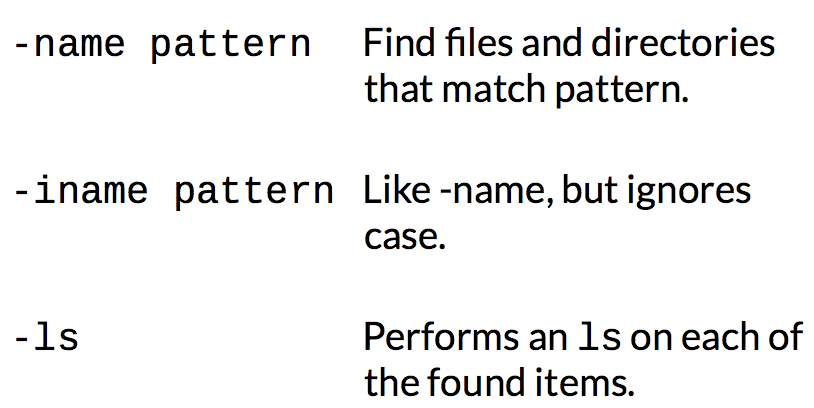 -name pattern Find files and directories
that match pattern.
-iname pattern Like -name, but ignores
case.
-ls Performs an ls on each of
the found items.